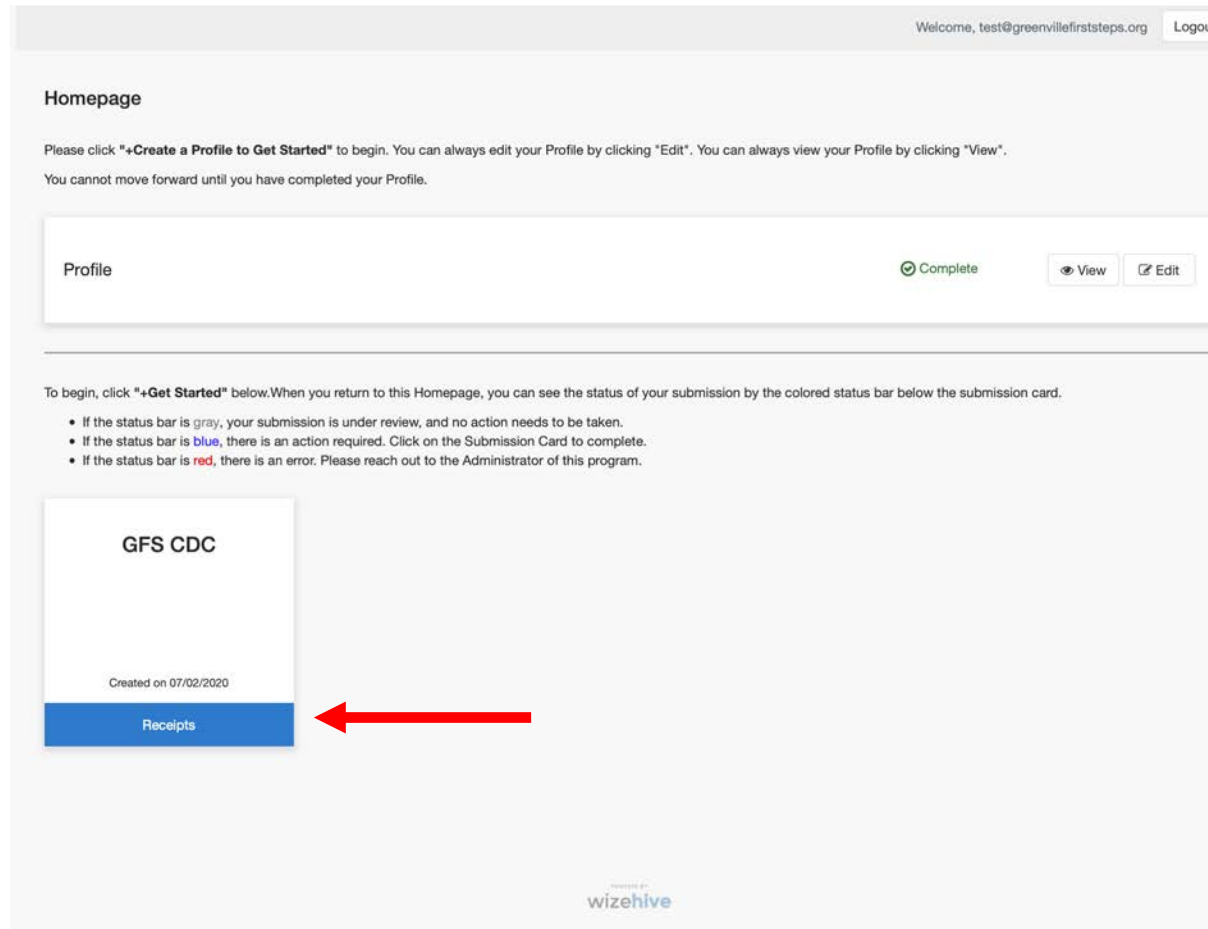 Welcome, test@greenvillefirststeps.org
Homepage
Please click "+Create a Profile to Get Started" to begin. You can always edit your Profile by clicking "Edit". You can always view your Profile by clicking "View".
You cannot move forward until you have completed your Profile.
Profile
Complete
View
Edit
To begin, click "+Get Started" below.When you return to this Homepage, you can see the status of your submission by the colored status bar below the submission card.
• If the status bar is gray, your submission is under review, and no action needs to be taken.
• If the status bar is blue, there is an action required. Click on the Submission Card to complete.
• If the status bar is red, there is an error. Please reach out to the Administrator of this program.
GFS CDC
Created on 07/02/2020
Receipts
wizehive